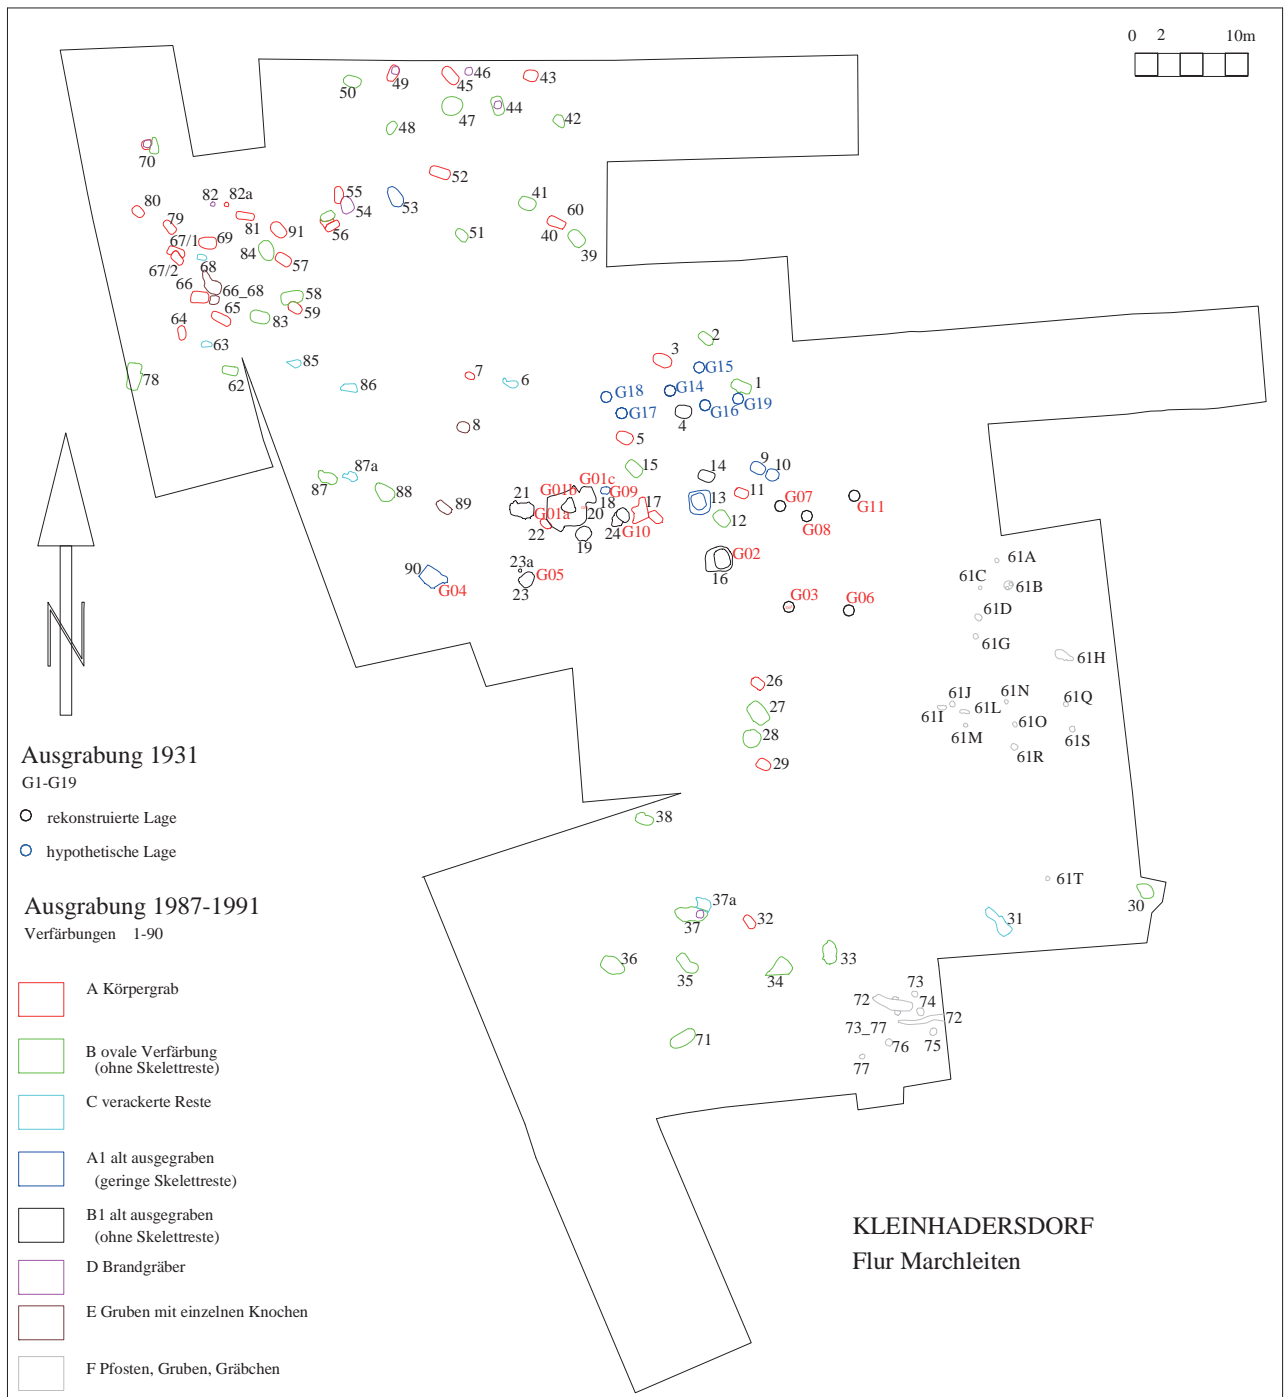 0 2 10m
49
46
45
43
50
47
44
42
48
70
52
80
82
82a
55
54
53
41
60
79
81
91
56
51
40
39
67/1
69
84
57
67/2
68
66
66_68
58
59
65
83
64
63
85
78
62
86
7
6
3
2
G15
G14
1
G18
G17
G16
G19
4
8
5
15
14
9
10
87a
87
88
89
21
G01b
G01c
G09
18
17
13
11
G07
G11
G01a
20
22
24
G10
12
G08
19
16
G02
90
G04
23a
G05
23
G03
G06
61A
61C
61B
61D
61G
61H
26
27
28
29
61J
61N
61Q
61I
61L
61O
61M
61S
61R
38
61T
30
37a
37
32
31
36
35
34
33
73
72
74
72
73_77
75
76
77
71
Ausgrabung 1931
G1-G19
rekonstruierte Lage
hypothetische Lage
Ausgrabung 1987-1991
Verfärbungen 1-90
A Körpergrab
B ovale Verfärbung
(ohne Skelettreste)
C verackerte Reste
A1 alt ausgegraben
(geringe Skelettreste)
B1 alt ausgegraben
(ohne Skelettreste)
D Brandgräber
E Gruben mit einzelnen Knochen
F Pfosten, Gruben, Gräbchen
KLEINHADERSDORF
Flur Marchleiten
N